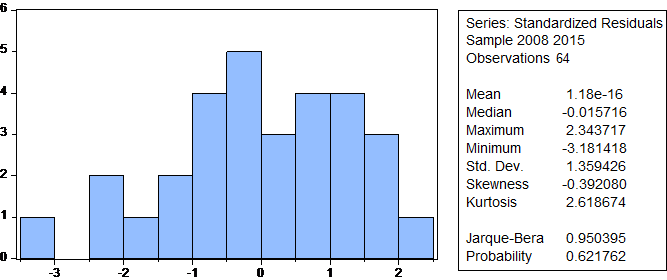 6
5
4
3
2
1
0
-3 -2 -1 0 1 2
Series: Standardized Residuals
Sample 2008 2015
Observations 64
Mean 1.18e-16
Median -0.015716
Maximum 2.343717
Minimum -3.181418
Std. Dev. 1.359426
Skewness -0.392080
Kurtosis 2.618674
Jarque-Bera 0.950395
Probability 0.621762